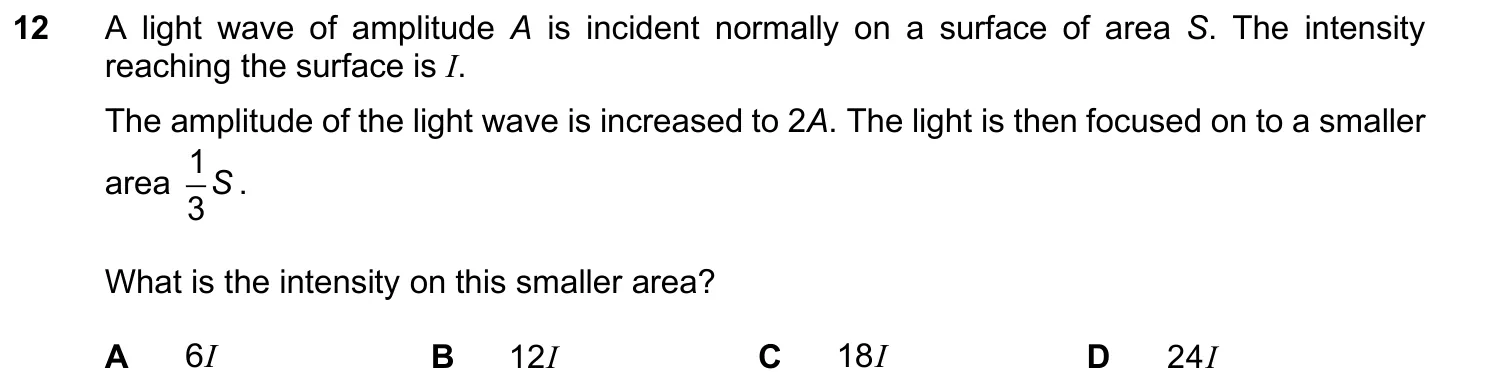 12 A light wave of amplitude A is incident normally on a surface of area S. The intensity
reaching the surface is I.
The amplitude of the light wave is increased to 2A. The light is then focused on to a smaller
area 1/3 S.
What is the intensity on this smaller area?
A 6I B 12I C 18I D 24I